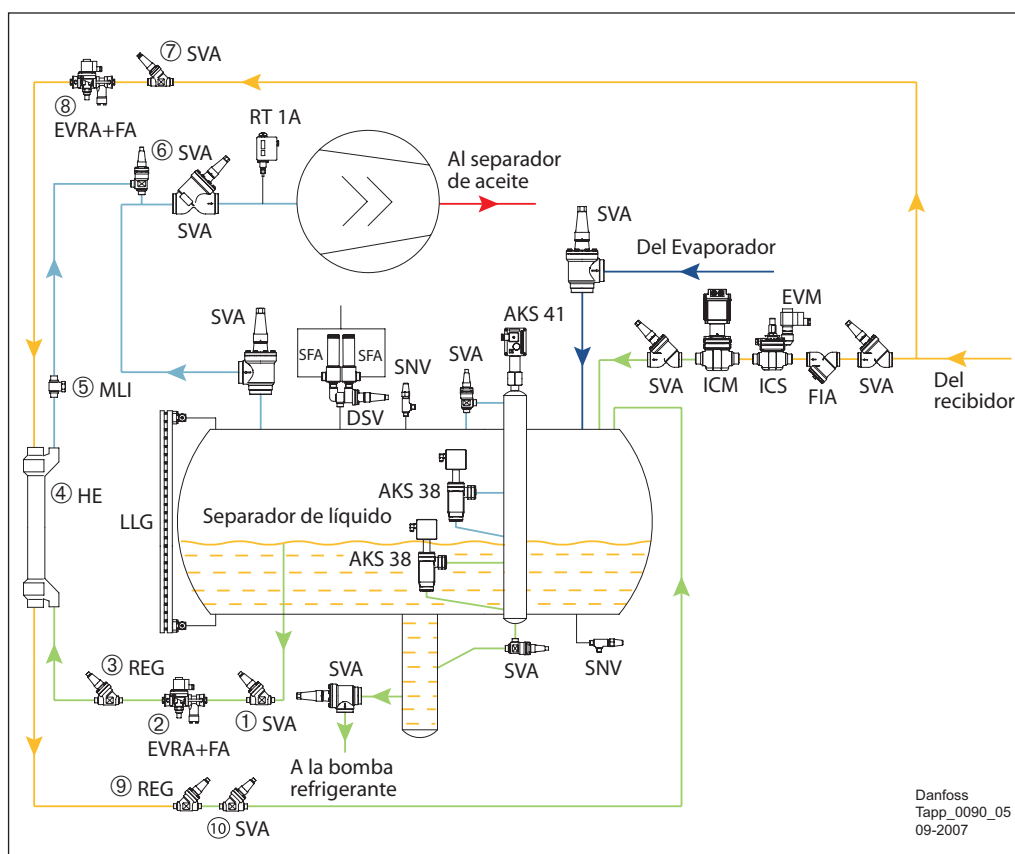 ⑦ SVA
⑧
EVRA+FA
⑥ SVA
RT 1A
SVA
Al separador
de aceite
SVA
Del Evaporador
EVM
SVA
ICM
ICS
FIA
SVA
Del
recibidor
SVA
SFA
SFA
DSV
SNV
SVA
AKS 41
⑤ MLI
④ HE
LLG
AKS 38
Separador de líquido
AKS 38
③ REG
②
EVRA+FA
① SVA
SVA
SVA
SNV
A la bomba
refrigerante
⑨ REG
⑩ SVA
Danfoss
Tapp_0090_05
09-2007